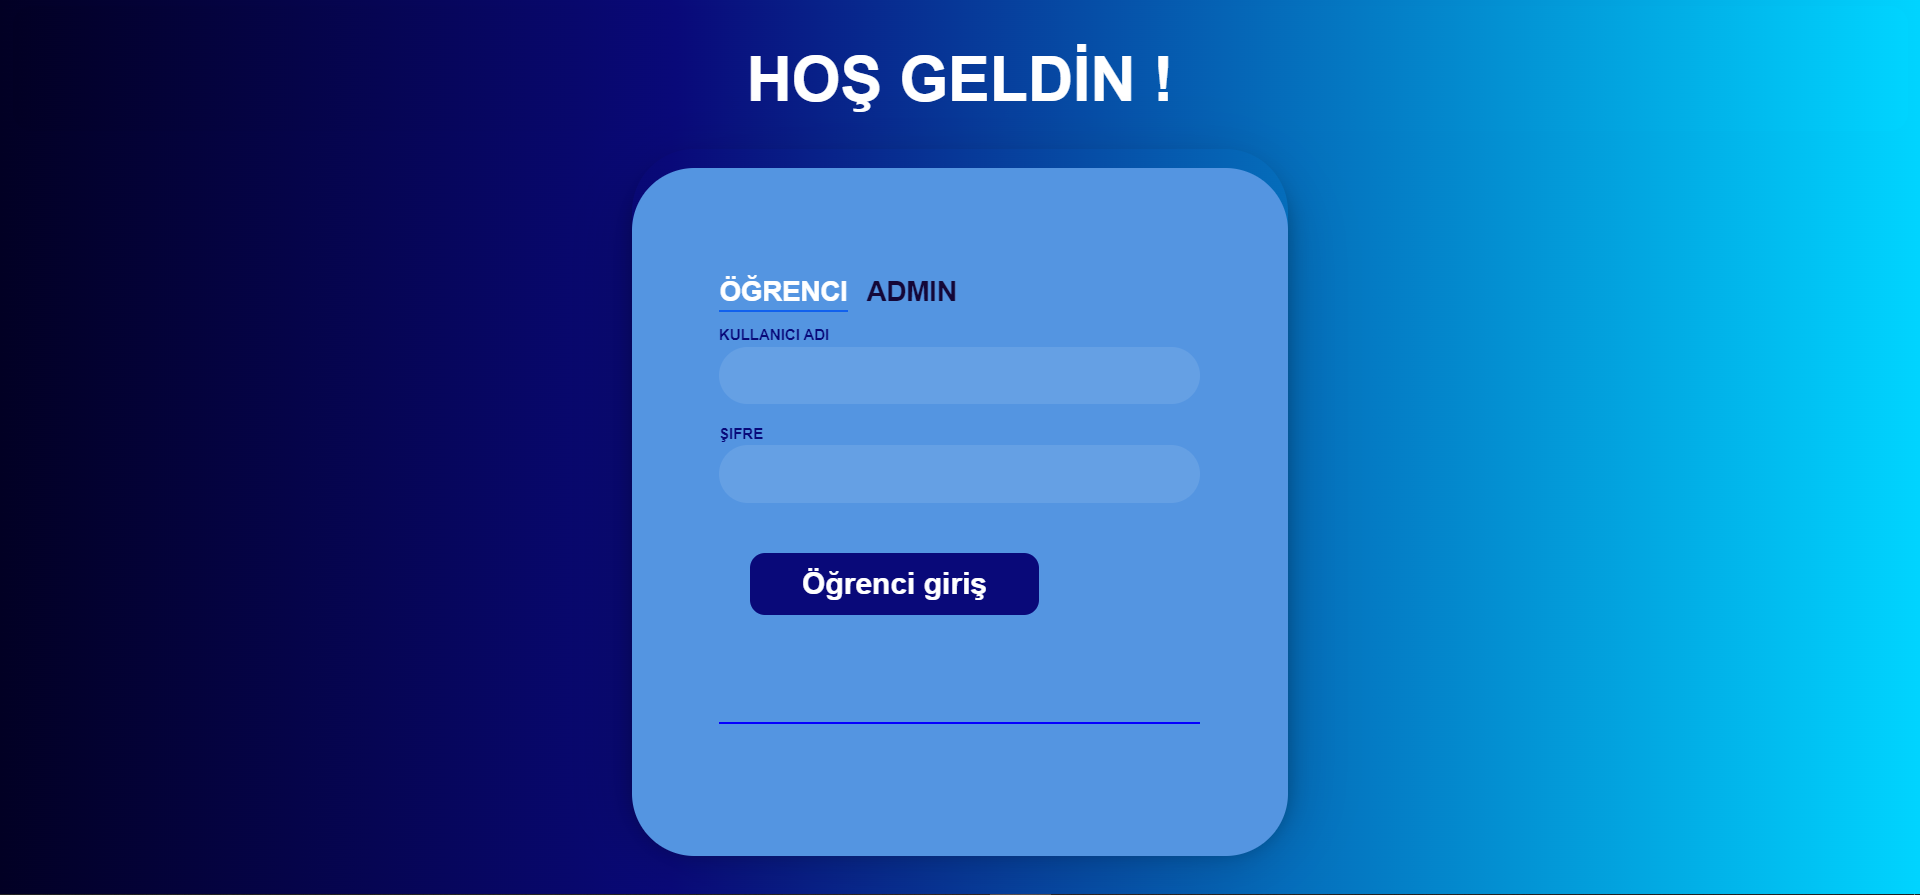 HOŞ GELDİN !
ÖĞRENCI ADMIN
KULLANICI ADI
ŞIFRE
Öğrenci giriş